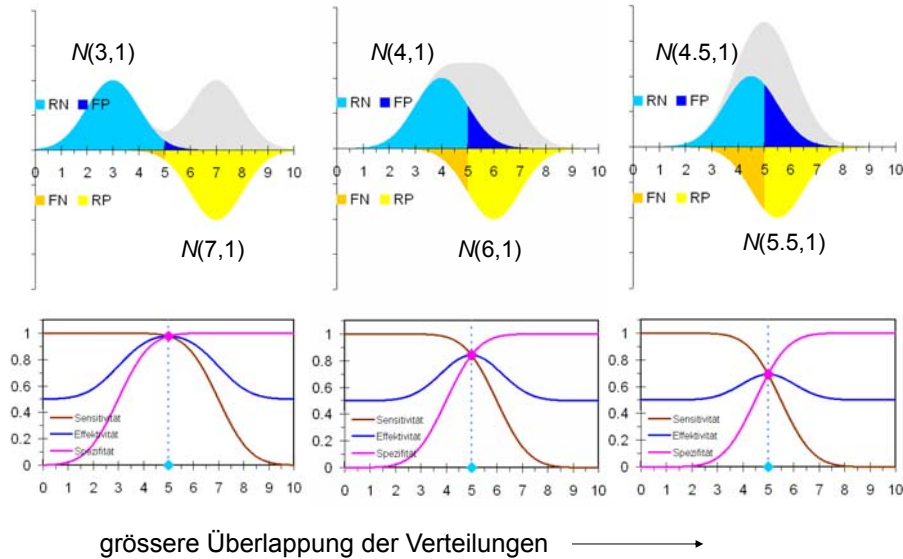 N(3,1)
N(4,1)
N(4.5,1)
RN FP
RN FP
RN FP
0 1 2 3 4 5 6 7 8 9 10
0 1 2 3 4 5 6 7 8 9 10
0 1 2 3 4 5 6 7 8 9 10
FN RP
FN RP
FN RP
N(7,1)
N(6,1)
N(5.5,1)
1
0.8
0.6
0.4
0.2
0
Sensitivität
Effektivität
Spezifität
0 1 2 3 4 5 6 7 8 9 10
1
0.8
0.6
0.4
0.2
0
Sensitivität
Effektivität
Spezifität
0 1 2 3 4 5 6 7 8 9 10
1
0.8
0.6
0.4
0.2
0
Sensitivität
Effektivität
Spezifität
0 1 2 3 4 5 6 7 8 9 10
grössere Überlappung der Verteilungen